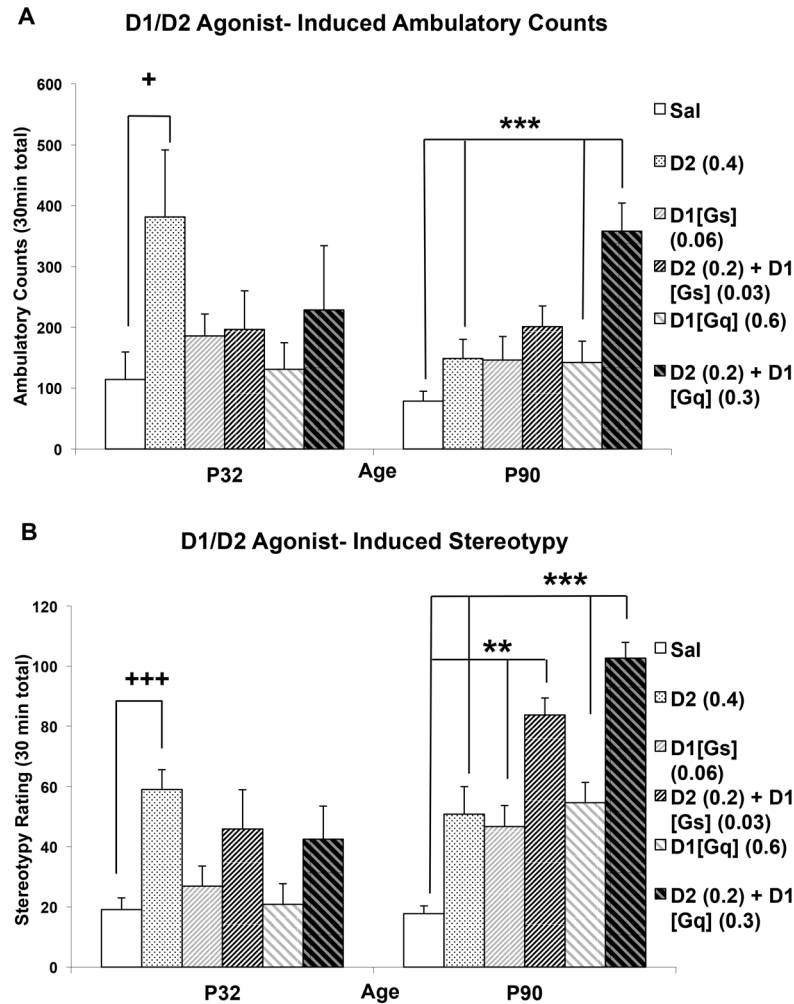 A
D1/D2 Agonist- Induced Ambulatory Counts
Ambulatory Counts (30min total)
600
500
400
300
200
100
0
+
***
P32
Age
P90
Sal
D2 (0.4)
D1[Gs]
(0.06)
D2 (0.2) + D1
[Gs] (0.03)
D1[Gq] (0.6)
D2 (0.2) + D1
[Gq] (0.3)
B
D1/D2 Agonist- Induced Stereotypy
Stereotypy Rating (30 min total)
120
100
80
60
40
20
0
+++
**
***
P32
Age
P90
Sal
D2 (0.4)
D1[Gs]
(0.06)
D2 (0.2) + D1
[Gs] (0.03)
D1[Gq] (0.6)
D2 (0.2) + D1
[Gq] (0.3)